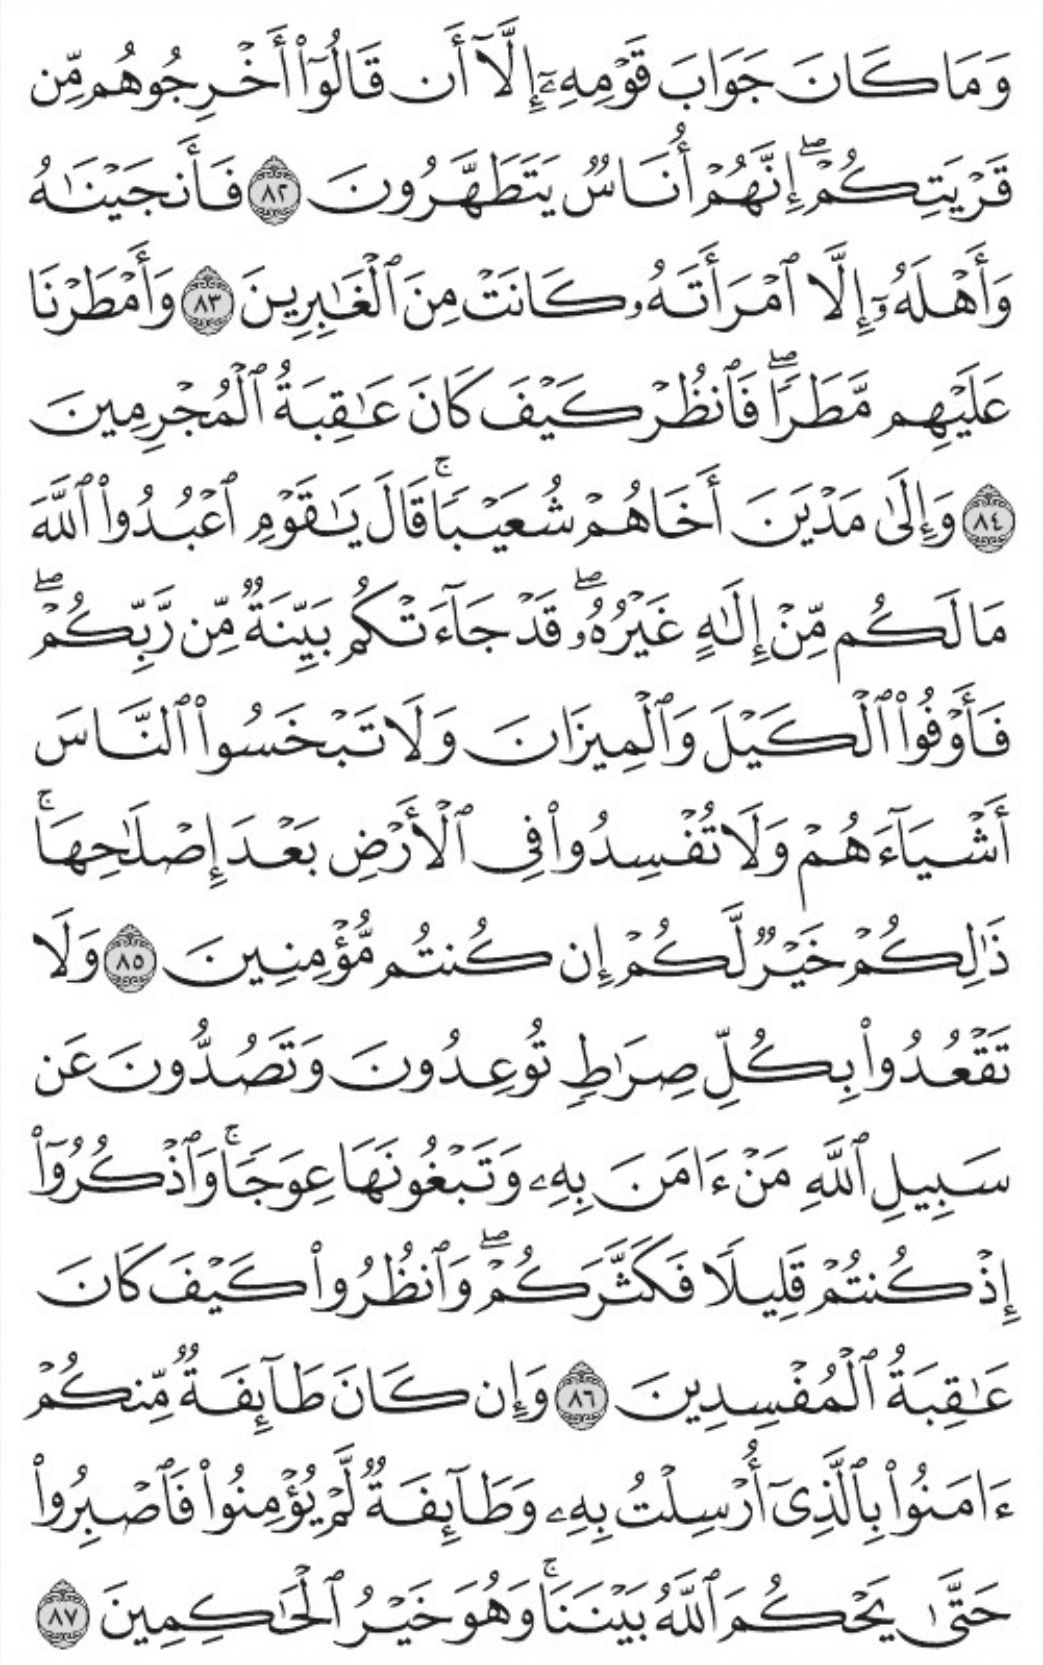 وَمَا كَانَ جَوَابَ قَوْمِهِۦٓ إِلَّآ أَن قَالُوٓاْ أَخْرِجُوهُم مِّن
قَرْيَتِكُمْۖ إِنَّهُمْ أُنَاسٞ يَتَطَهَّرُونَ ٨٢ فَأَنجَيْنَٰهُ
وَأَهْلَهُۥٓ إِلَّا ٱمْرَأَتَهُۥ كَانَتْ مِنَ ٱلْغَٰبِرِينَ ٨٣ وَأَمْطَرْنَا
عَلَيْهِم مَّطَرٗاۖ فَٱنظُرْ كَيْفَ كَانَ عَٰقِبَةُ ٱلْمُجْرِمِينَ
٨٤ وَإِلَىٰ مَدْيَنَ أَخَاهُمْ شُعَيْبٗاۚ قَالَ يَٰقَوْمِ ٱعْبُدُواْ ٱللَّهَ
مَا لَكُم مِّنْ إِلَٰهٍ غَيْرُهُۥۖ قَدْ جَآءَتْكُم بَيِّنَةٞ مِّن رَّبِّكُمْۖ
فَأَوْفُواْ ٱلْكَيْلَ وَٱلْمِيزَانَ وَلَا تَبْخَسُواْ ٱلنَّاسَ
أَشْيَآءَهُمْ وَلَا تُفْسِدُواْ فِى ٱلْأَرْضِ بَعْدَ إِصْلَٰحِهَاۚ
ذَٰلِكُمْ خَيْرٞ لَّكُمْ إِن كُنتُم مُّؤْمِنِينَ ٨٥ وَلَا
تَقْعُدُواْ بِكُلِّ صِرَٰطٖ تُوعِدُونَ وَتَصُدُّونَ عَن
سَبِيلِ ٱللَّهِ مَنْ ءَامَنَ بِهِۦ وَتَبْغُونَهَا عِوَجٗاۚ وَٱذْكُرُوٓاْ
إِذْ كُنتُمْ قَلِيلٗا فَكَثَّرَكُمْۖ وَٱنظُرُواْ كَيْفَ كَانَ
عَٰقِبَةُ ٱلْمُفْسِدِينَ ٨٦ وَإِن كَانَ طَآئِفَةٞ مِّنكُمْ
ءَامَنُواْ بِٱلَّذِىٓ أُرْسِلْتُ بِهِۦ وَطَآئِفَةٞ لَّمْ يُؤْمِنُواْ فَٱصْبِرُواْ
حَتَّىٰ يَحْكُمَ ٱللَّهُ بَيْنَنَاۚ وَهُوَ خَيْرُ ٱلْحَٰكِمِينَ ٨٧